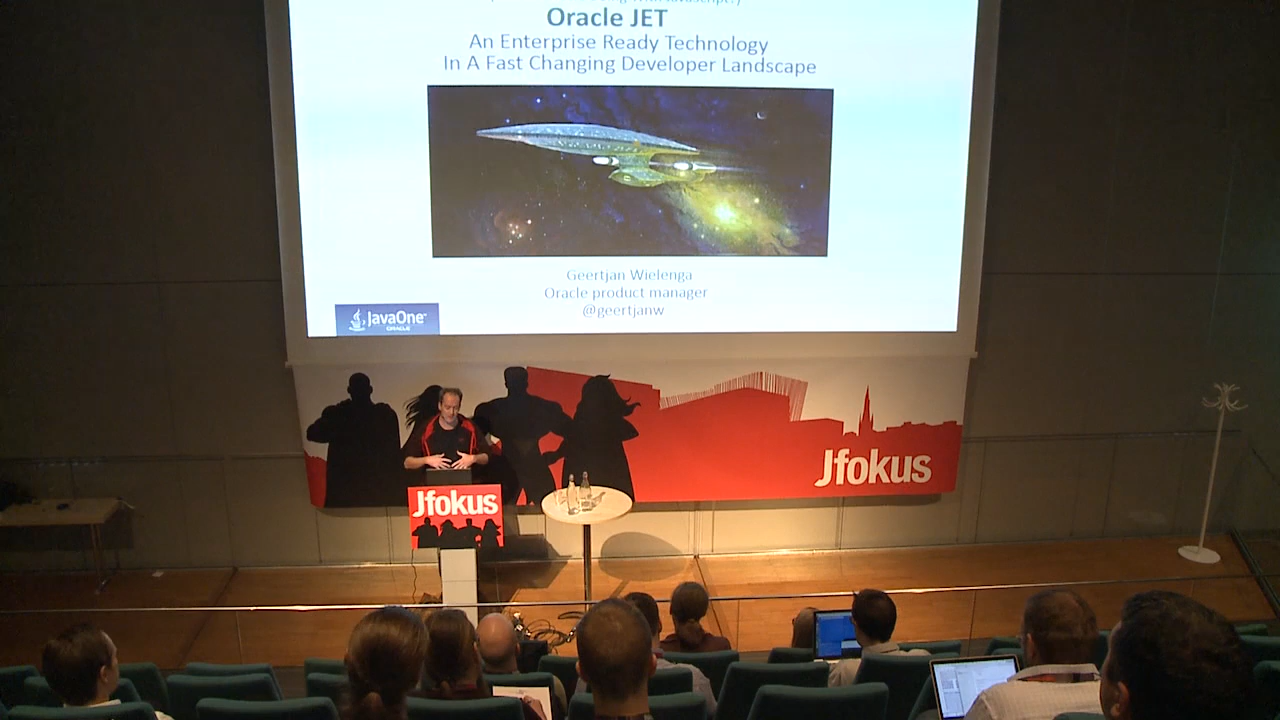 Oracle JET
An Enterprise Ready Technology
In A Fast Changing Developer Landscape
Geertjan Wielenga
Oracle product manager
@geertjanw
JavaOne
ORACLE
Jfokus
Jfokus